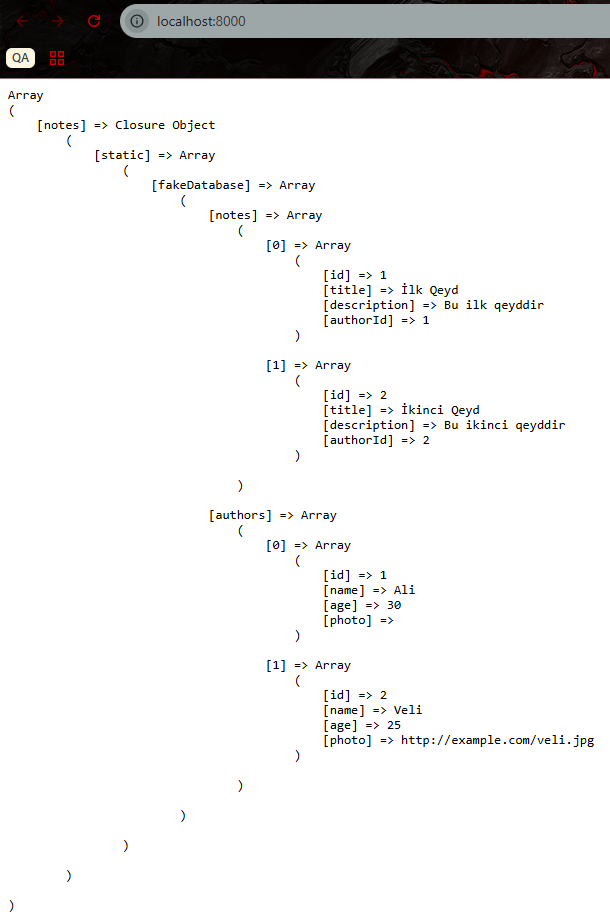 localhost:8000
QA
Array
(
    [notes] => Closure Object
        (
            [static] => Array
                (
                    [fakeDatabase] => Array
                        (
                            [notes] => Array
                                (
                                    [0] => Array
                                        (
                                            [id] => 1
                                            [title] => İlk Qeyd
                                            [description] => Bu ilk qeyddir
                                            [authorId] => 1
                                        )

                                    [1] => Array
                                        (
                                            [id] => 2
                                            [title] => İkinci Qeyd
                                            [description] => Bu ikinci qeyddir
                                            [authorId] => 2
                                        )

                                )

                            [authors] => Array
                                (
                                    [0] => Array
                                        (
                                            [id] => 1
                                            [name] => Ali
                                            [age] => 30
                                            [photo] =>
                                        )

                                    [1] => Array
                                        (
                                            [id] => 2
                                            [name] => Veli
                                            [age] => 25
                                            [photo] => http://example.com/veli.jpg
                                        )

                                )

                        )

                )

        )

)